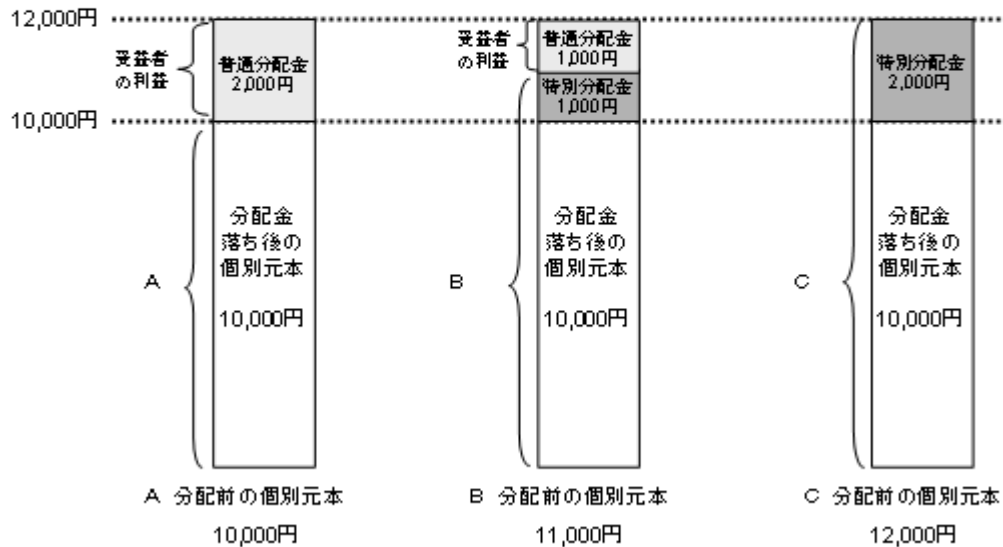 12,000円
受益者
の利益
普通分配金
2,000円
10,000円
分配金
落ち後の
個別元本
10,000円
A
A 分配前の個別元本
10,000円
受益者
の利益
普通分配金
1,000円
特別分配金
1,000円
分配金
落ち後の
個別元本
10,000円
B
B 分配前の個別元本
11,000円
特別分配金
2,000円
分配金
落ち後の
個別元本
10,000円
C
C 分配前の個別元本
12,000円